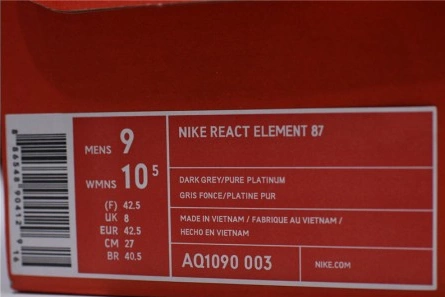 MENS 9
WMNS 10 5
(F) 42.5
UK 8
EUR 42.5
CM 27
BR 40.5
NIKE REACT ELEMENT 87
DARK GREY/PURE PLATINUM
GRIS FONCE/PLATINE PUR
MADE IN VIETNAM / FABRIQUE AU VIETNAM /
HECHO EN VIETNAM
AQ1090 003
NIKE.COM